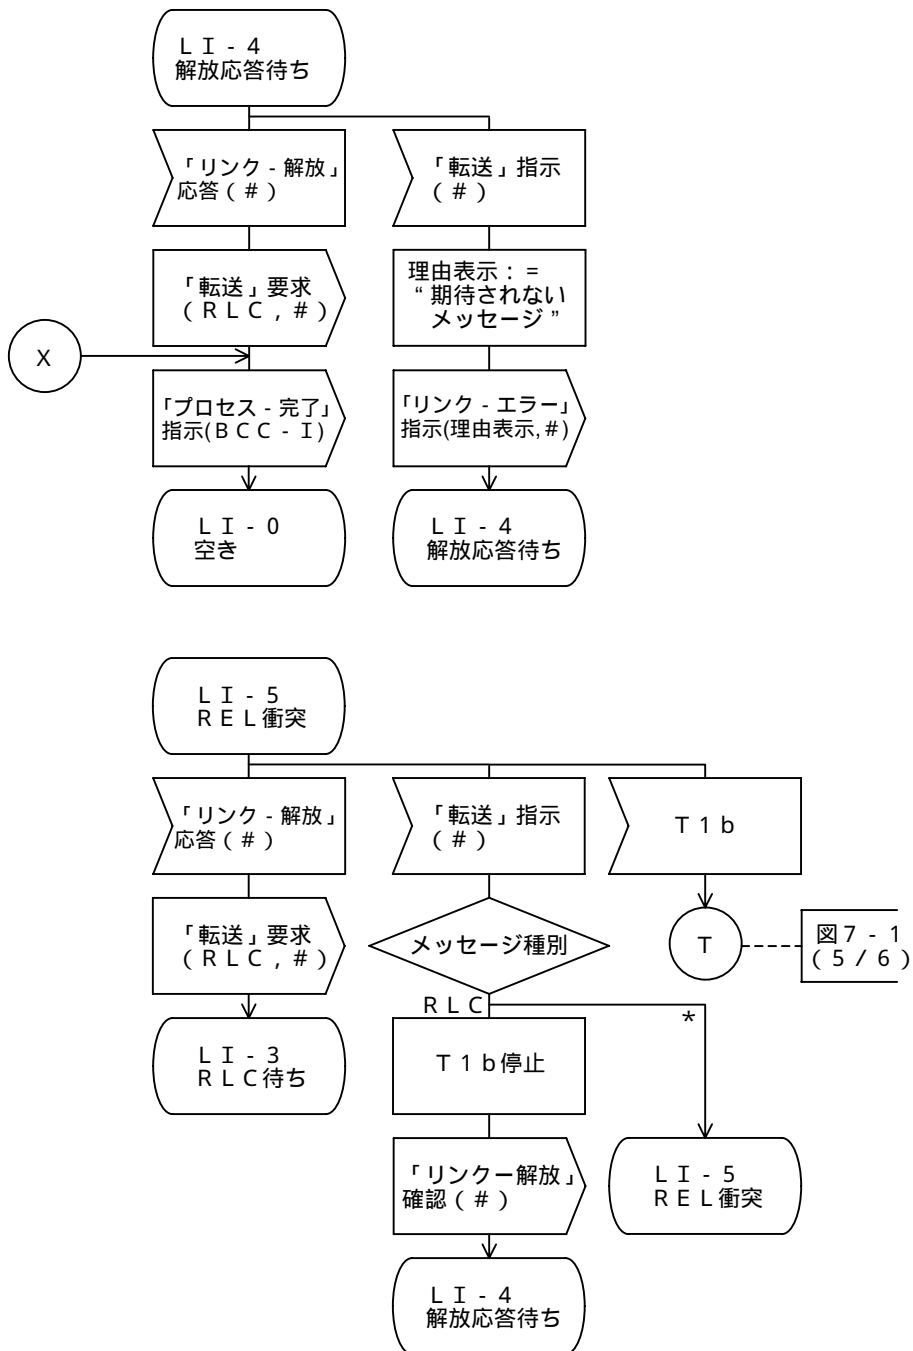 ＬＩ-４
解放応答待ち
「リンク-解放」
応答（＃）
「転送」指示
（＃）
「転送」要求
（ＲＬＣ，＃）
理由表示：＝
“期待されない
メッセージ”
X
「プロセス-完了」
指示(ＢＣＣ-Ｉ)
「リンク-エラー」
指示(理由表示,＃)
ＬＩ-０
空き
ＬＩ-４
解放応答待ち
ＬＩ-５
ＲＥＬ衝突
「リンク-解放」
応答（＃）
「転送」指示
（＃）
Ｔ１ｂ
「転送」要求
（ＲＬＣ，＃）
メッセージ種別
T
図７-１
（５/６）
ＲＬＣ
*
ＬＩ-３
ＲＬＣ待ち
Ｔ１ｂ停止
「リンクー解放」
確認（＃）
ＬＩ-５
ＲＥＬ衝突
ＬＩ-４
解放応答待ち